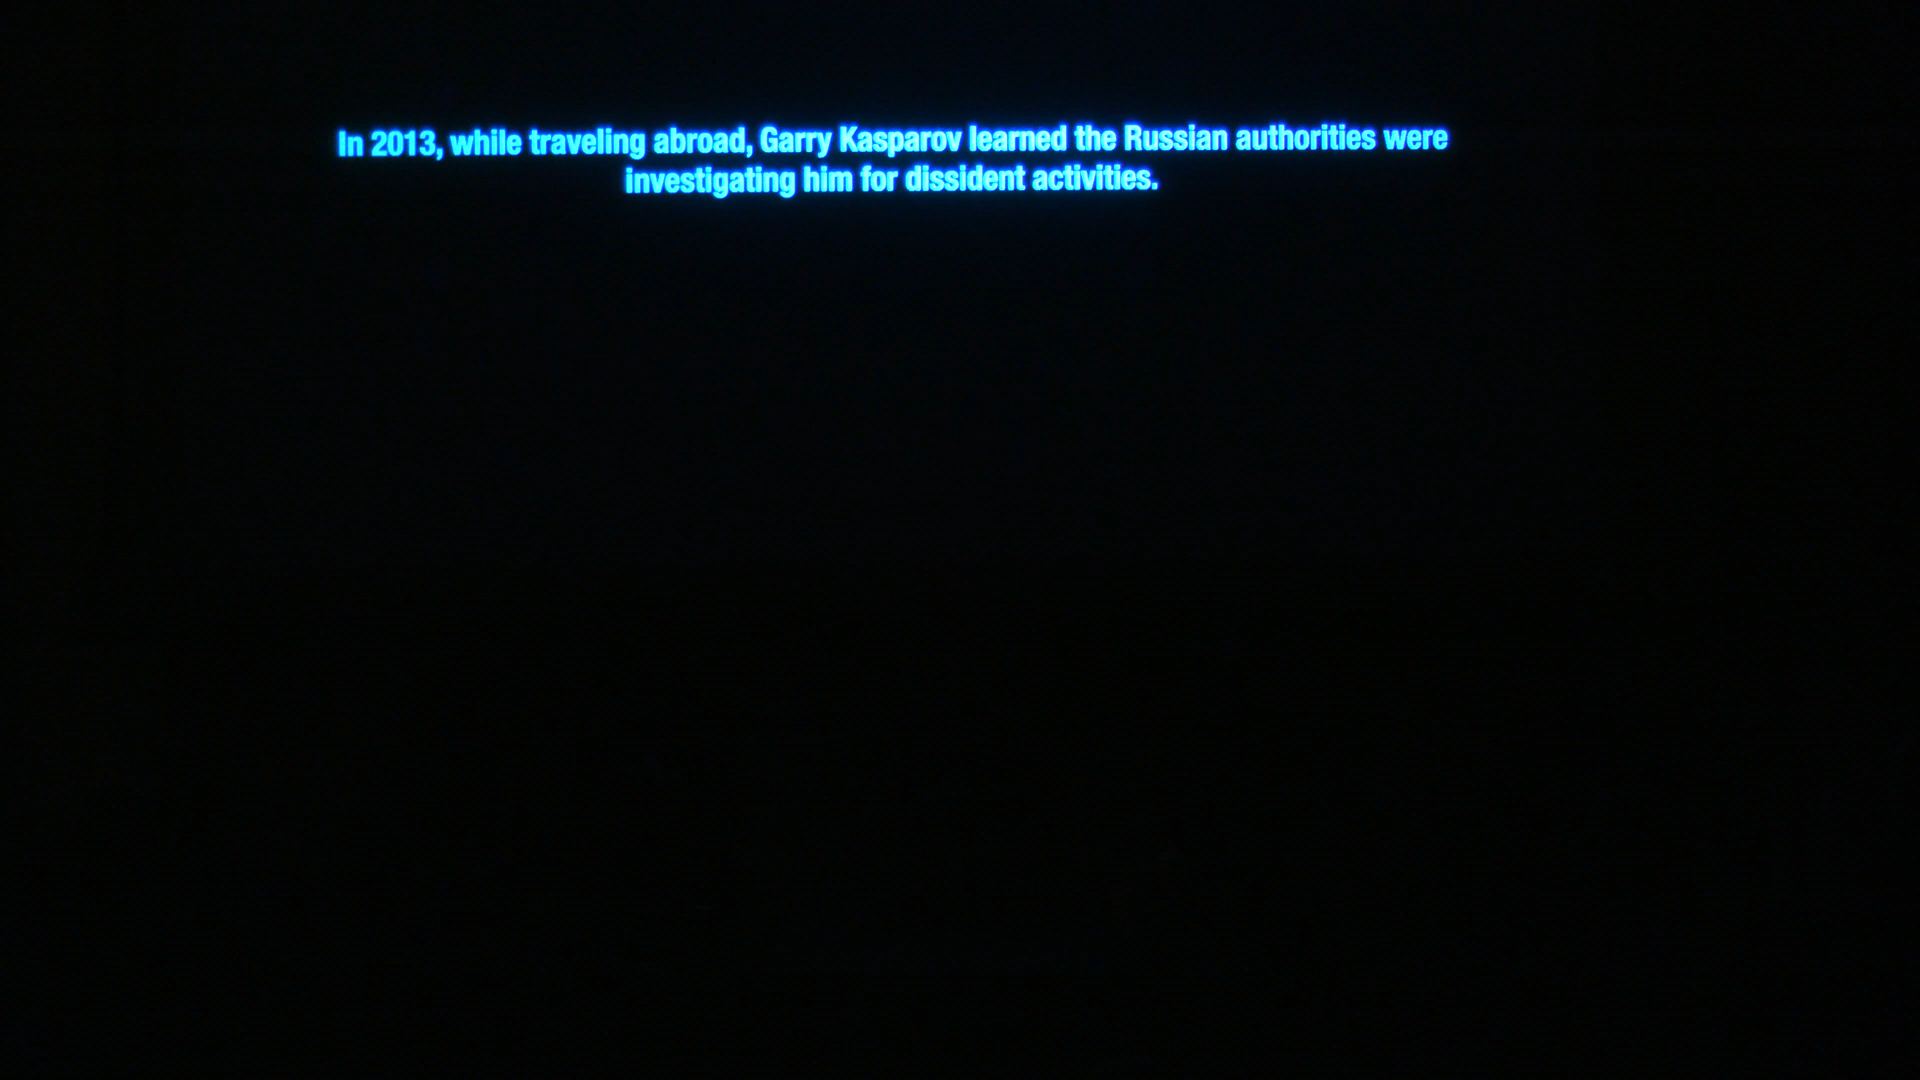 In 2013, while traveling abroad, Garry Kasparov learned the Russian authorities were
investigating him for dissident activities.